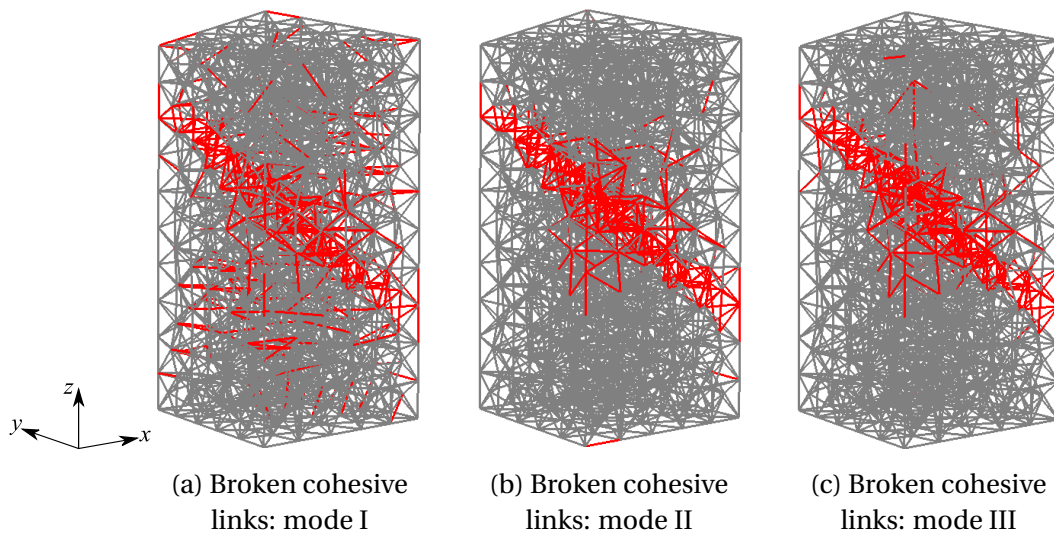 z
y
x
(a) Broken cohesive
links: mode I
(b) Broken cohesive
links: mode II
(c) Broken cohesive
links: mode III